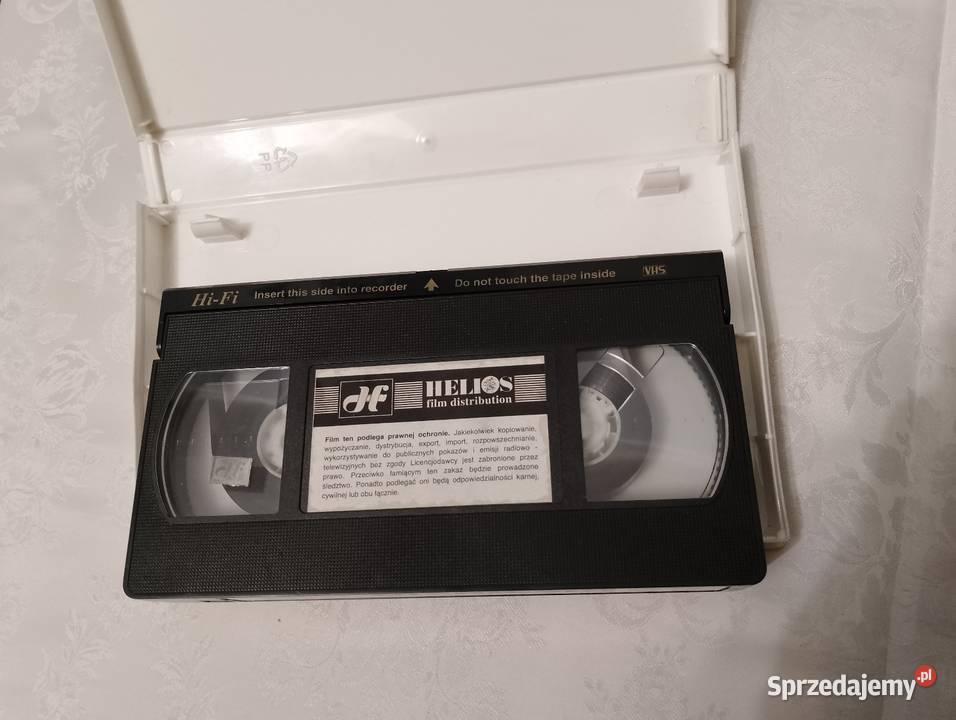 PP
Hi-Fi Insert this side into recorder Do not touch the tape inside VHS
HELIOS
film distribution
Film ten podlega prawnej ochronie. Jakiekolwiek kopiowanie,
wypożyczanie, dystrybucja, export, import, rozpowszechnianie,
wykorzystywanie do publicznych pokazów i emisji radiowo -
telewizyjnych bez zgody Licencjodawcy jest zabronione przez
prawo. Przeciwko łamiącym ten zakaz będzie prowadzone
śledztwo. Ponadto podlegać oni będą odpowiedzialności karnej,
cywilnej lub obu łącznie.
Sprzedajemy.pl